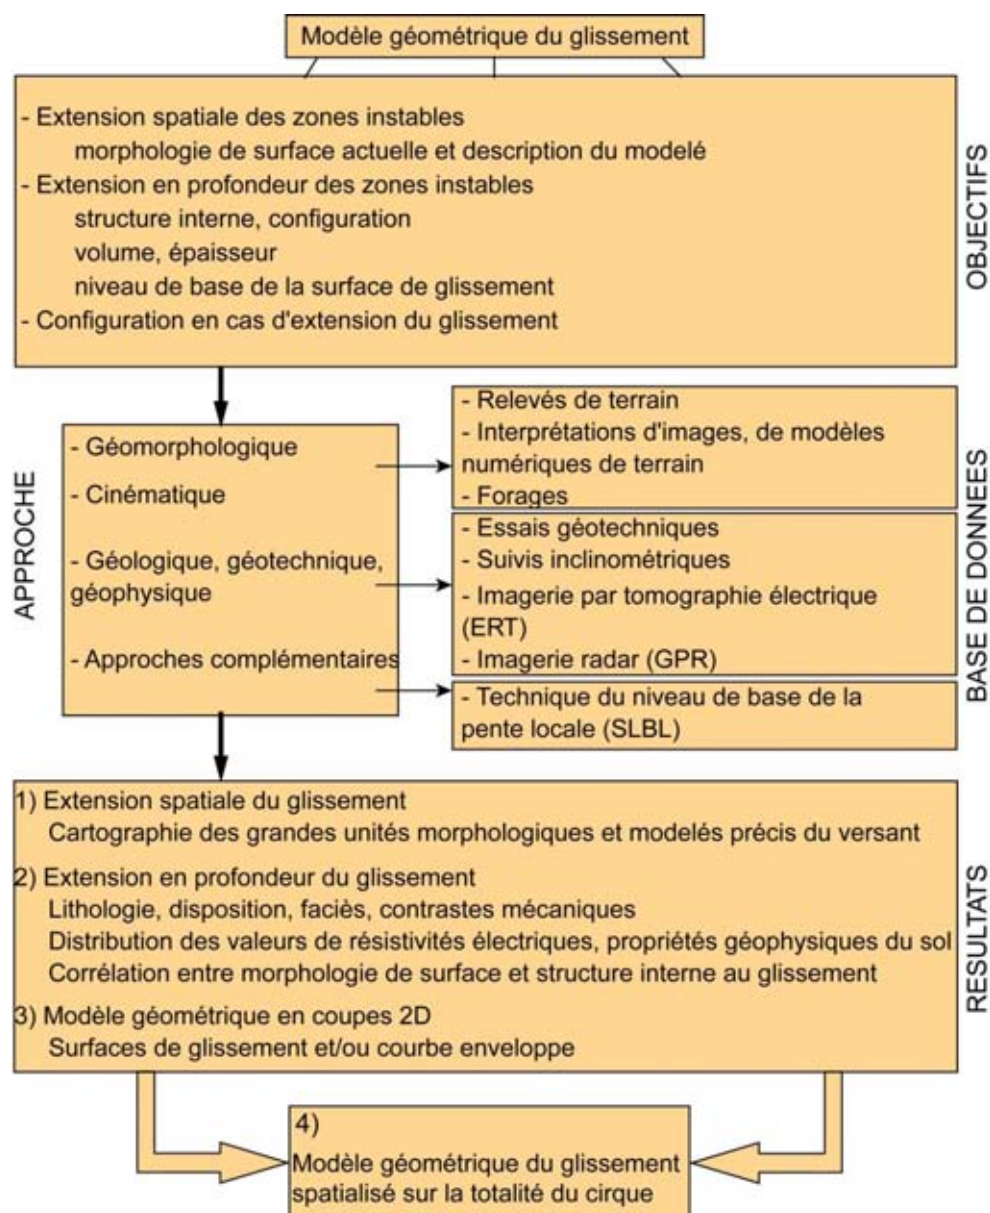 Modèle géométrique du glissement
- Extension spatiale des zones instables
morphologie de surface actuelle et description du modelé
- Extension en profondeur des zones instables
structure interne, configuration
volume, épaisseur
niveau de base de la surface de glissement
- Configuration en cas d'extension du glissement
OBJECTIFS
APPROCHE
- Géomorphologique
- Cinématique
- Géologique, géotechnique,
géophysique
- Approches complémentaires
- Relevés de terrain
- Interprétations d'images, de modèles
numériques de terrain
- Forages
- Essais géotechniques
- Suivis inclinométriques
- Imagerie par tomographie électrique
(ERT)
- Imagerie radar (GPR)
- Technique du niveau de base de la
pente locale (SLBL)
BASE DE DONNEES
1) Extension spatiale du glissement
Cartographie des grandes unités morphologiques et modelés précis du versant
2) Extension en profondeur du glissement
Lithologie, disposition, faciès, contrastes mécaniques
Distribution des valeurs de résistivités électriques, propriétés géophysiques du sol
Corrélation entre morphologie de surface et structure interne au glissement
3) Modèle géométrique en coupes 2D
Surfaces de glissement et/ou courbe enveloppe
RESULTATS
4)
Modèle géométrique du glissement
spatialisé sur la totalité du cirque